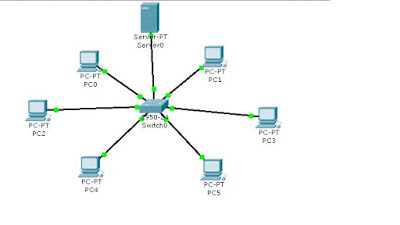 Server-PT
Server0
PC-PT
PC0
PC-PT
PC1
PC-PT
PC2
Switch0
PC-PT
PC3
PC-PT
PC4
PC-PT
PC5